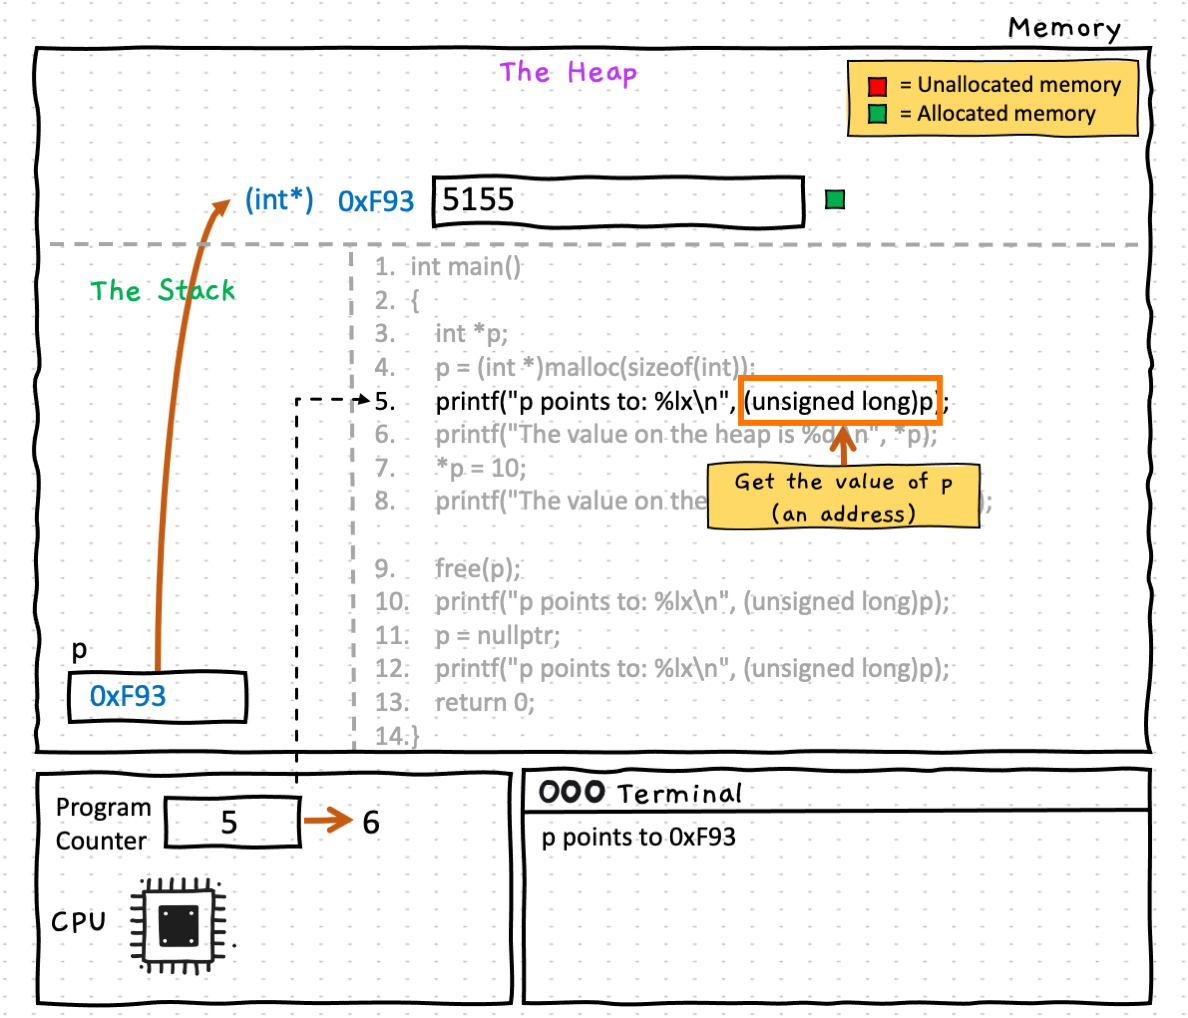 Memory
The Heap
= Unallocated memory
= Allocated memory
(int*) 0xF93 5155
The Stack
1. int main()
2. {
3. int *p;
4. p = (int *)malloc(sizeof(int));
5. printf("p points to: %lx\n", (unsigned long)p);
6. printf("The value on the heap is %d\n", *p);
7. *p = 10;
8. printf("The value on the );
Get the value of p
(an address)
9. free(p);
10. printf("p points to: %lx\n", (unsigned long)p);
11. p = nullptr;
12. printf("p points to: %lx\n", (unsigned long)p);
13. return 0;
14.}
p
0xF93
Program
Counter
5 6
CPU
Terminal
p points to 0xF93